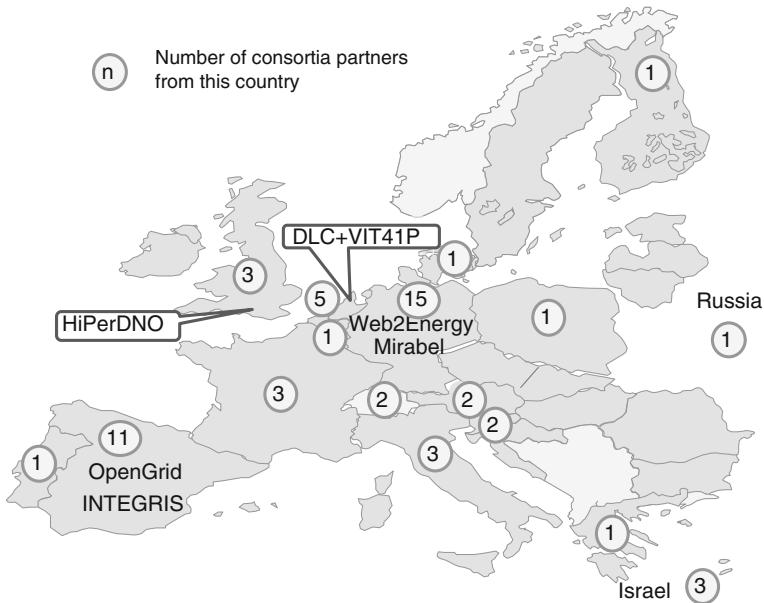 n
Number of consortia partners
from this country
1
DLC+VIT41P
1
3
5
15
HiPerDNO
1
Web2Energy
Mirabel
1
Russia
1
3
2
2
2
11
1
OpenGrid
INTEGRIS
3
1
Israel 3